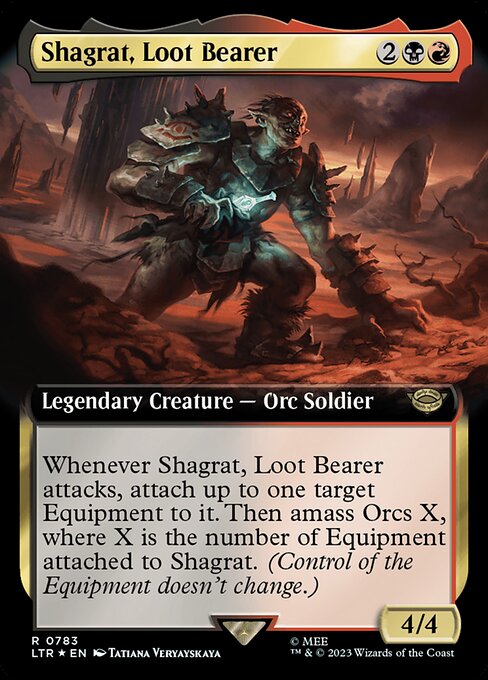 Shagrat, Loot Bearer 2
Legendary Creature — Orc Soldier
Whenever Shagrat, Loot Bearer
attacks, attach up to one target
Equipment to it. Then amass Orcs X,
where X is the number of Equipment
attached to Shagrat. (Control of the
Equipment doesn't change.)
4/4
R 0783
LTR ★ EN Tatiana Veryayskaya
© MEE
™ & © 2023 Wizards of the Coast